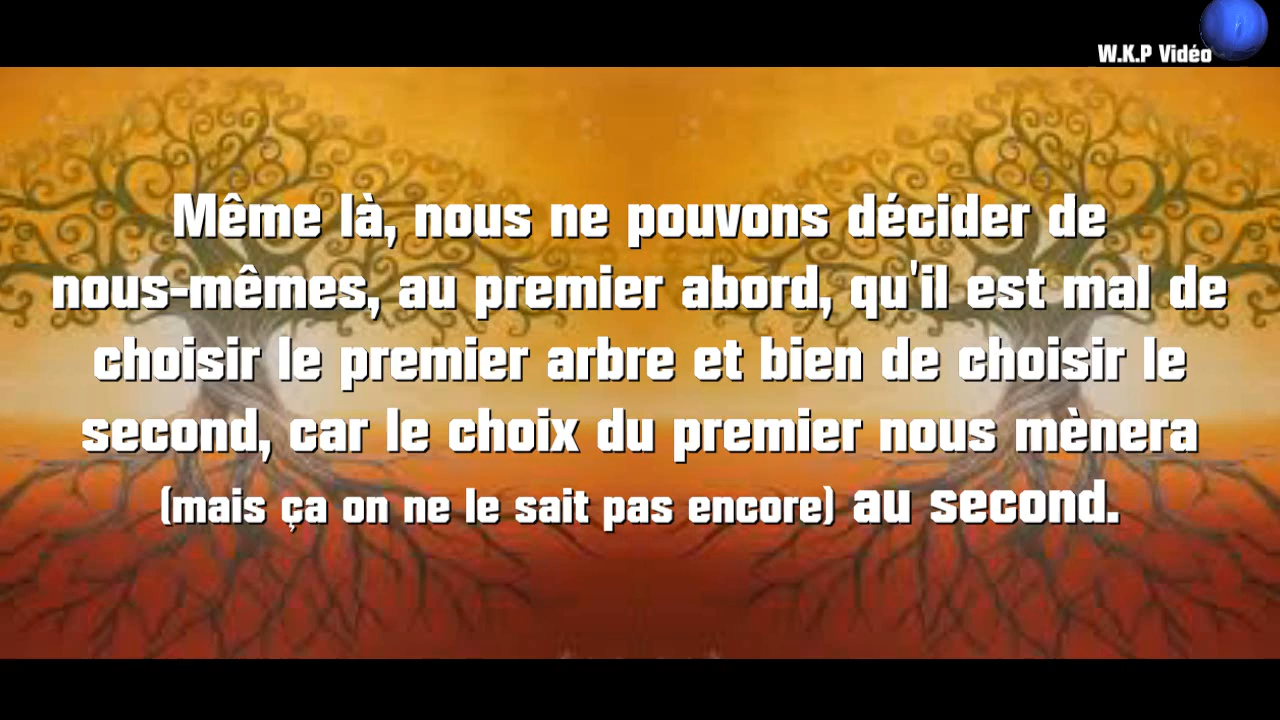 W.K.P Vidéo
Même là, nous ne pouvons décider de
nous-mêmes, au premier abord, qu'il est mal de
choisir le premier arbre et bien de choisir le
second, car le choix du premier nous mènera
(mais ça on ne le sait pas encore) au second.